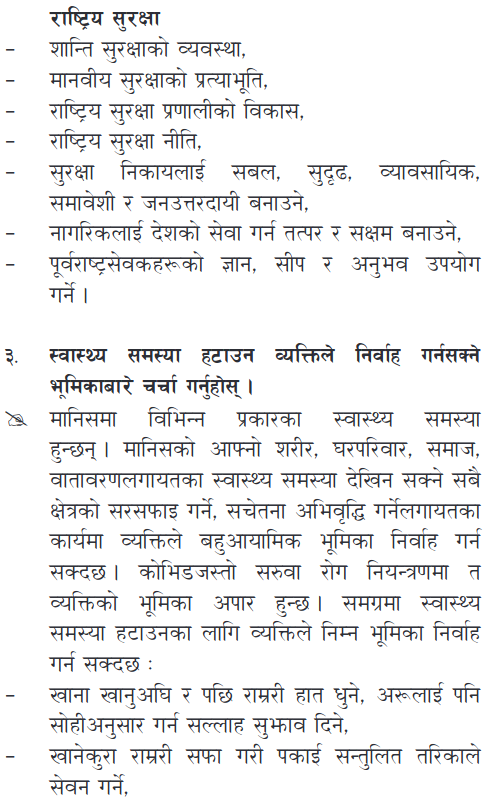 राष्ट्रिय सुरक्षा
– शान्ति सुरक्षाको व्यवस्था,
– मानवीय सुरक्षाको प्रत्याभूति,
– राष्ट्रिय सुरक्षा प्रणालीको विकास,
– राष्ट्रिय सुरक्षा नीति,
– सुरक्षा निकायलाई सबल, सुदृढ, व्यावसायिक,
समावेशी र जनउत्तरदायी बनाउने,
– नागरिकलाई देशको सेवा गर्न तत्पर र सक्षम बनाउने,
– पूर्वराष्ट्रसेवकहरूको ज्ञान, सीप र अनुभव उपयोग
गर्ने ।
३. स्वास्थ्य समस्या हटाउन व्यक्तिले निर्वाह गर्नसक्ने
भूमिकाबारे चर्चा गर्नुहोस् ।
मानिसमा विभिन्न प्रकारका स्वास्थ्य समस्या
हुन्छन् । मानिसको आफ्नो शरीर, घरपरिवार, समाज,
वातावरणलगायतका स्वास्थ्य समस्या देखिन सक्ने सबै
क्षेत्रको सरसफाइ गर्ने, सचेतना अभिवृद्धि गर्नेलगायतका
कार्यमा व्यक्तिले बहुआयामिक भूमिका निर्वाह गर्न
सक्दछ । कोभिडजस्तो सरुवा रोग नियन्त्रणमा त
व्यक्तिको भूमिका अपार हुन्छ । समग्रमा स्वास्थ्य
समस्या हटाउनका लागि व्यक्तिले निम्न भूमिका निर्वाह
गर्न सक्दछ :
– खाना खानुअघि र पछि राम्ररी हात धुने, अरूलाई पनि
सोहीअनुसार गर्न सल्लाह सुझाव दिने,
– खानेकुरा राम्ररी सफा गरी पकाई सन्तुलित तरिकाले
सेवन गर्ने,